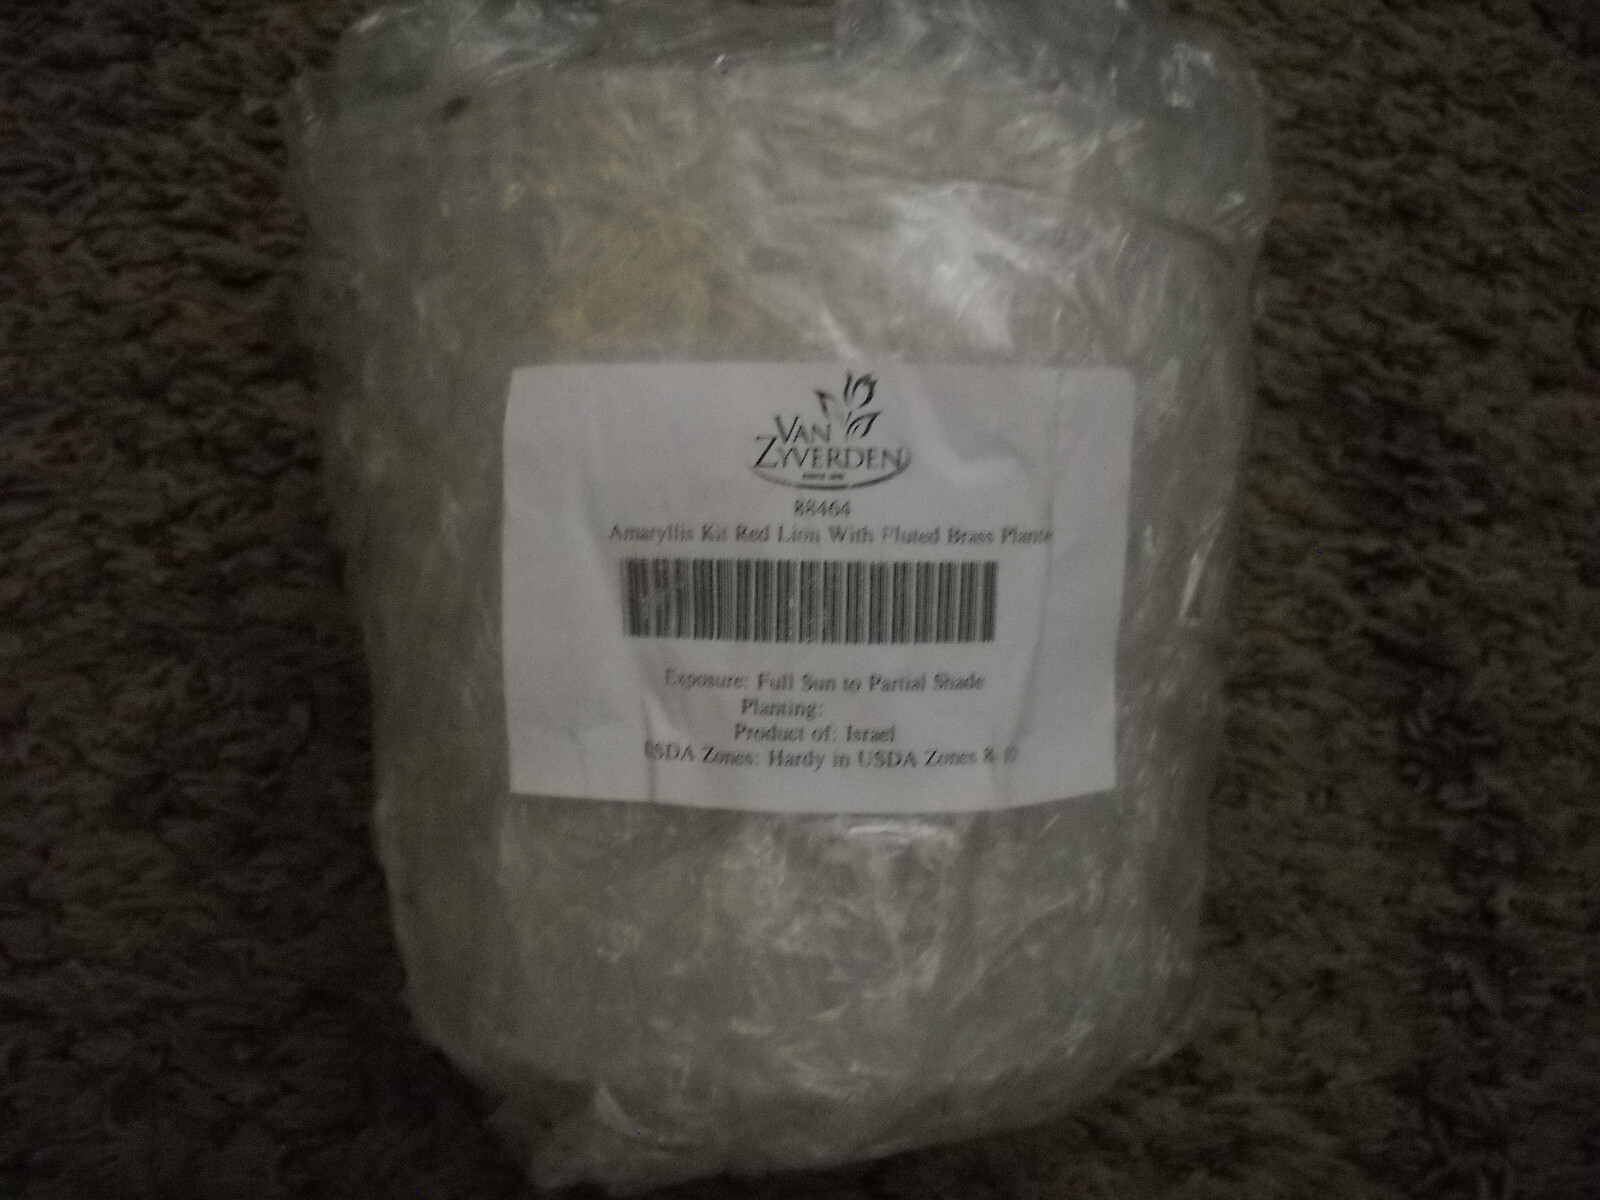 VAN
ZYVERDEN
88464
Amaryllis Kit Red Lion With Fluted Brass Plante
Exposure: Full Sun to Partial Shade
Planting:
Product of: Israel
USDA Zones: Hardy in USDA Zones 8-